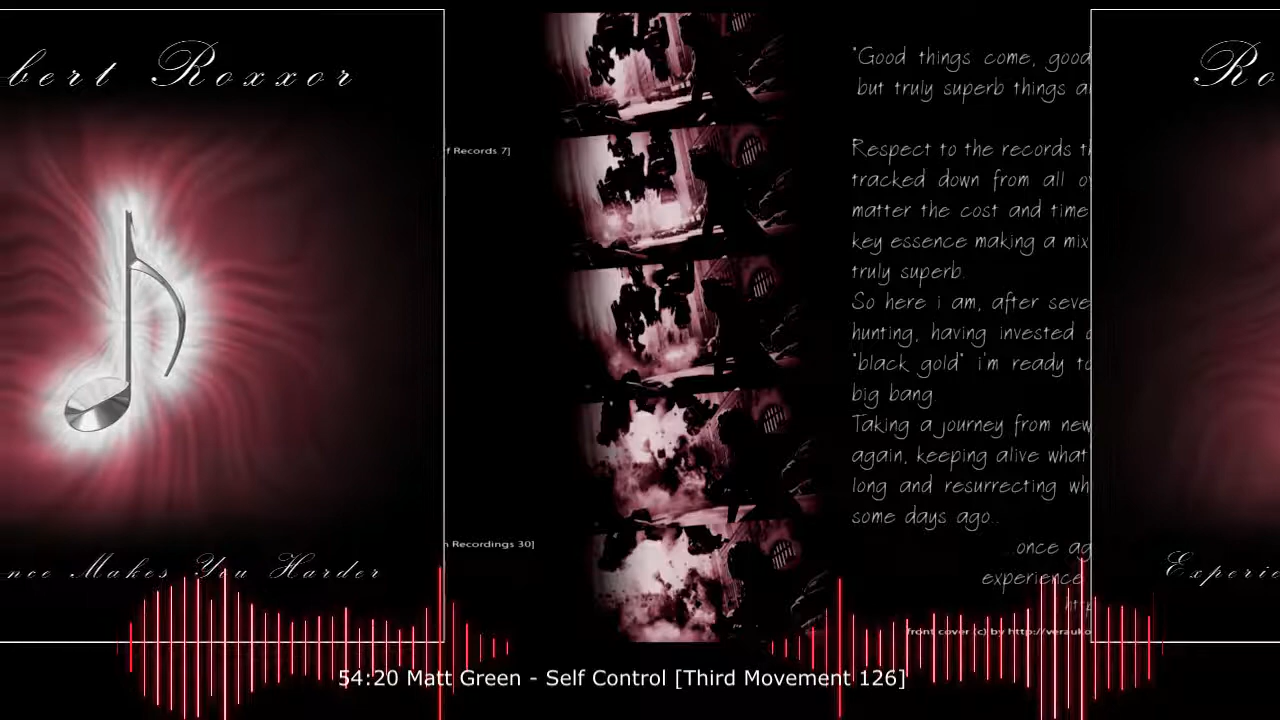 bert Roxxor
Ro
f Records 7]
"Good things come, good
but truly superb things a
Respect to the records t
tracked down from all o
matter the cost and time
key essence making a mix
truly superb.
So here i am, after seve
hunting, having invested
"black gold" i'm ready to
big bang
Taking a journey from new
again, keeping alive what
long and resurrecting wh
some days ago..
n Recordings 30]
...once ag
experience
nce Makes You Harder
Experie
htt
front cover (c) by http://verauko
54:20 Matt Green - Self Control [Third Movement 126]